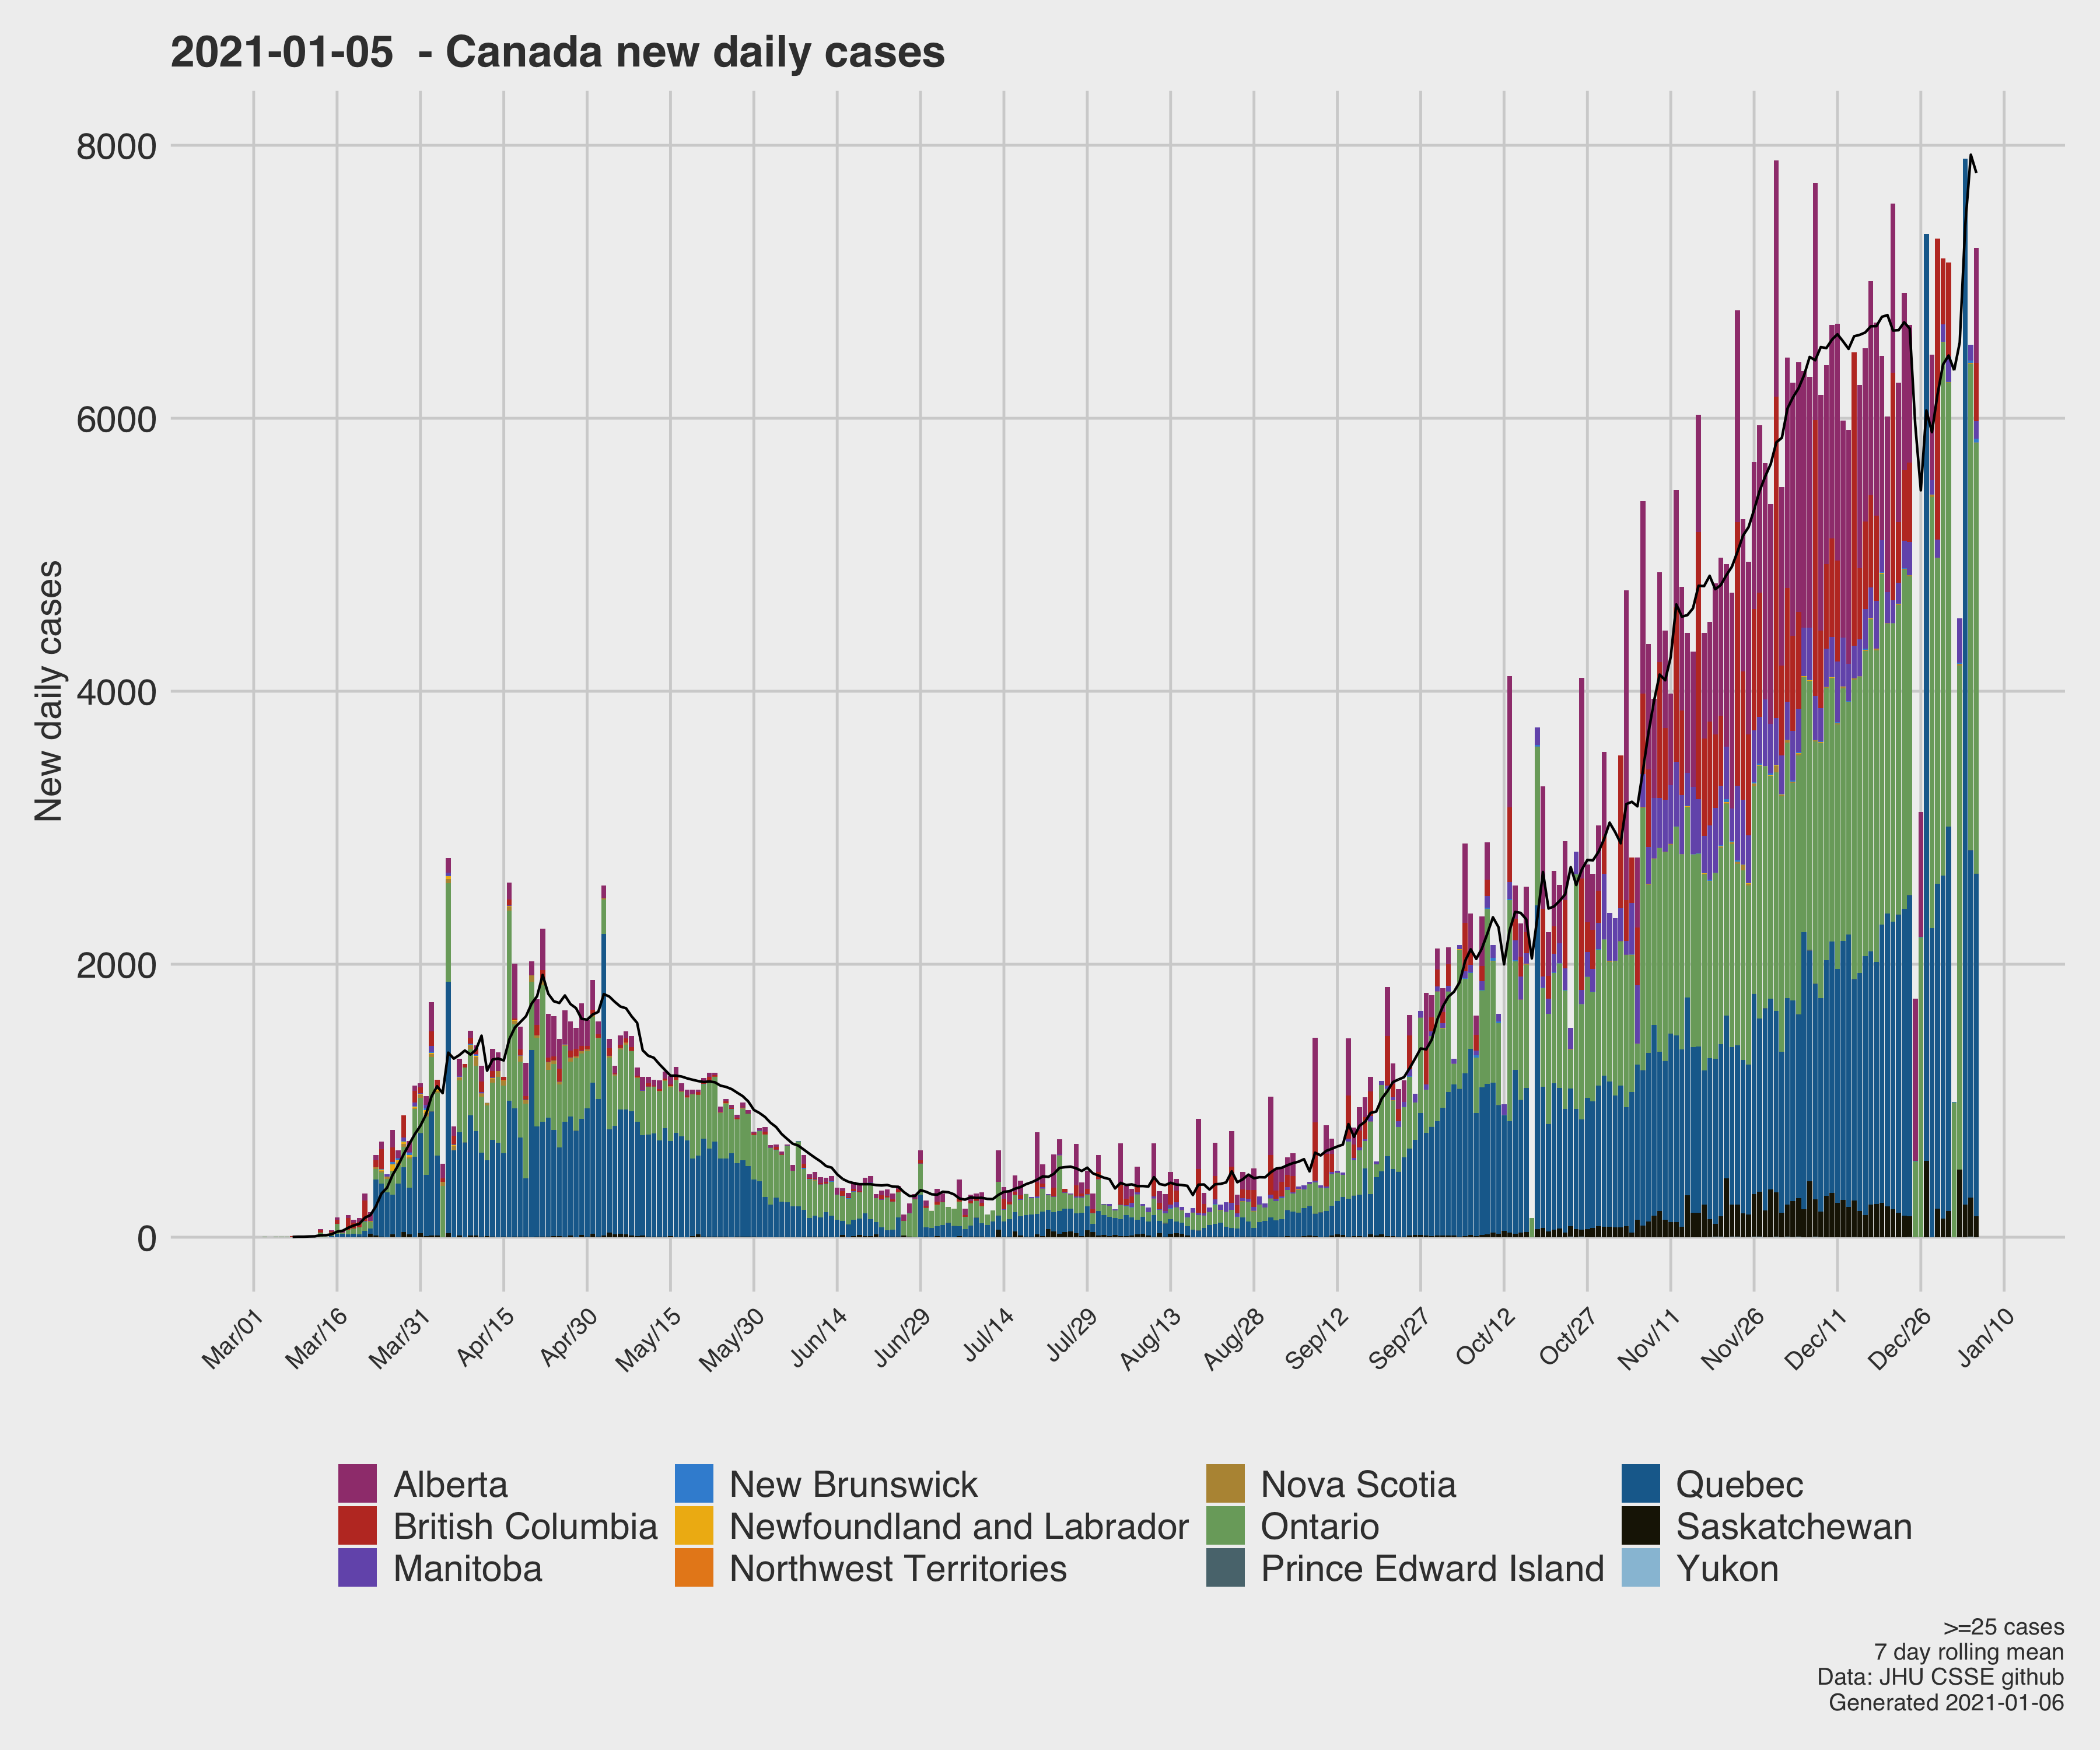 2021-01-05 - Canada new daily cases
New daily cases
8000
6000
4000
2000
0
Mar/01
Mar/16
Mar/31
Apr/15
Apr/30
May/15
May/30
Jun/14
Jun/29
Jul/14
Jul/29
Aug/13
Aug/28
Sep/12
Sep/27
Oct/12
Oct/27
Nov/11
Nov/26
Dec/11
Dec/26
Jan/10
Alberta
British Columbia
Manitoba
New Brunswick
Newfoundland and Labrador
Northwest Territories
Nova Scotia
Ontario
Prince Edward Island
Quebec
Saskatchewan
Yukon
>=25 cases
7 day rolling mean
Data: JHU CSSE github
Generated 2021-01-06